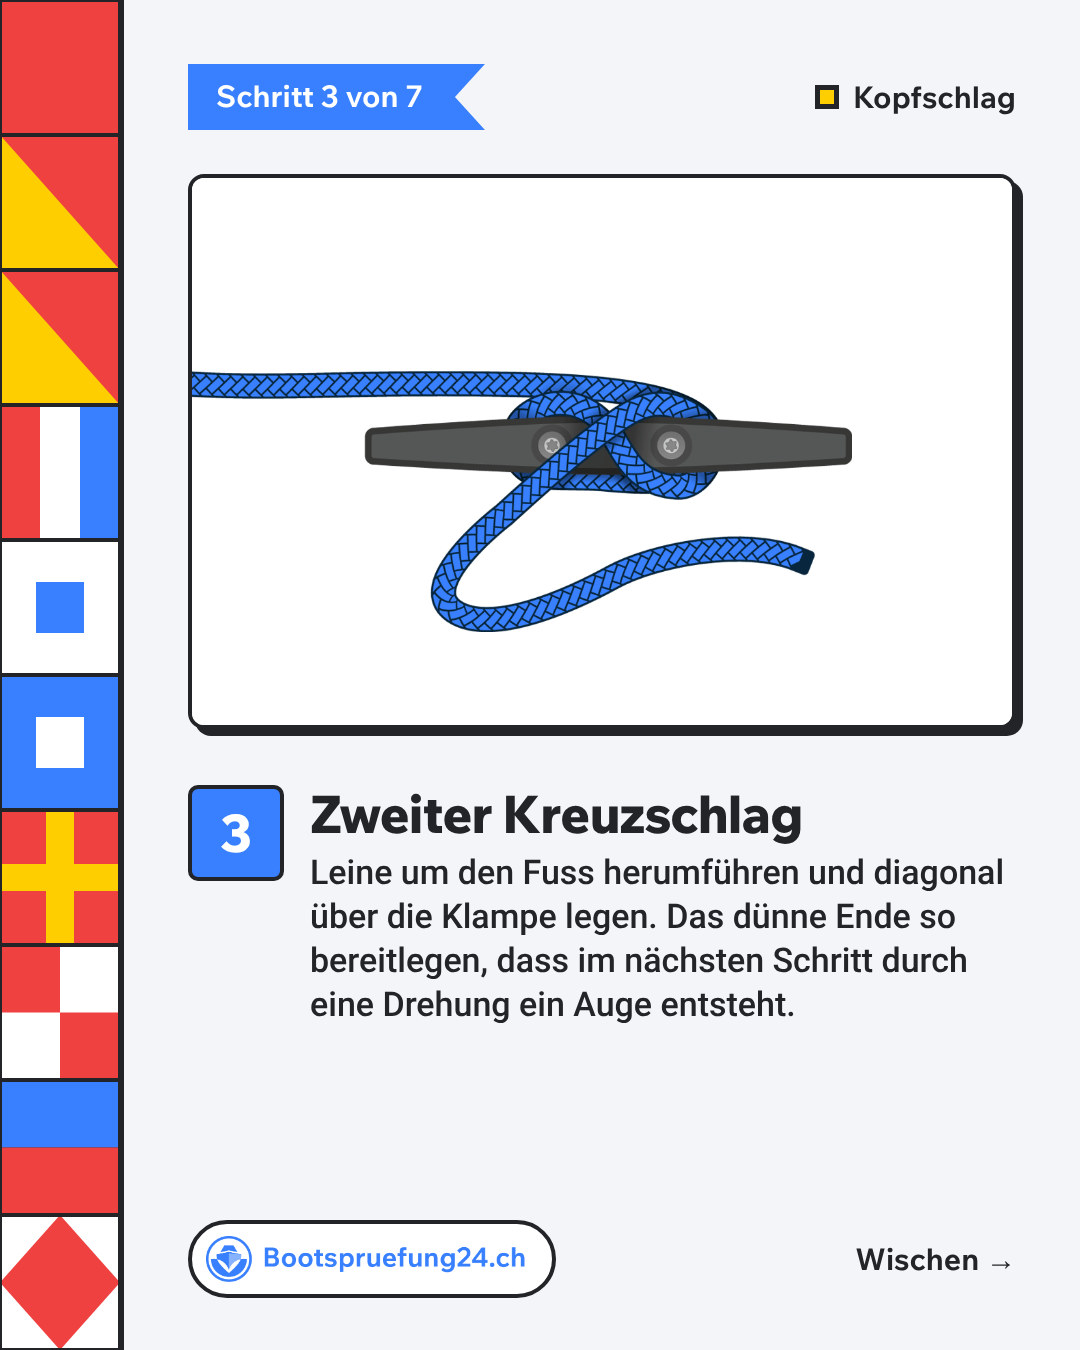 Schritt 3 von 7
Kopfschlag
3
Zweiter Kreuzschlag
Leine um den Fuss herumführen und diagonal
über die Klampe legen. Das dünne Ende so
bereitlegen, dass im nächsten Schritt durch
eine Drehung ein Auge entsteht.
Bootspruefung24.ch
Wischen →